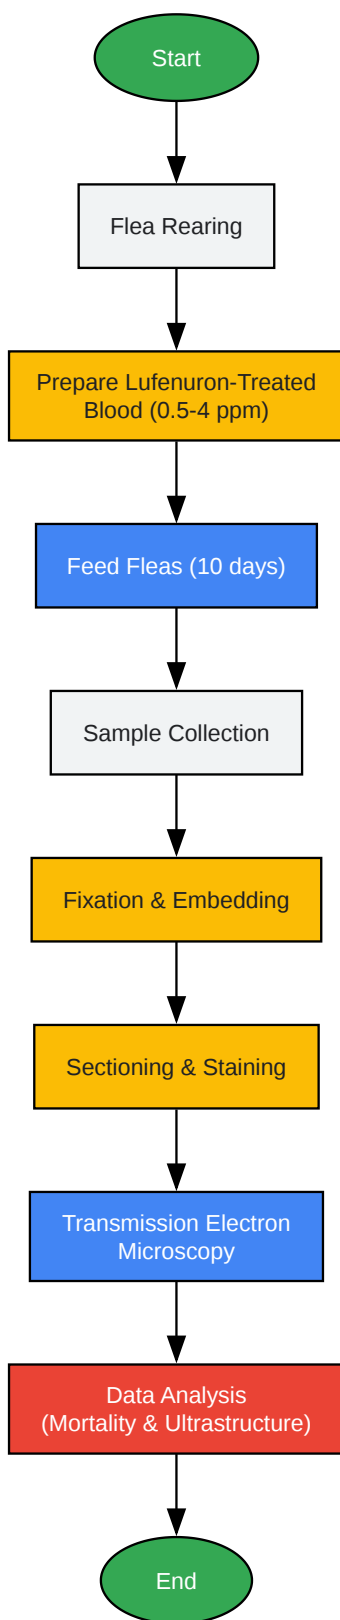 Start
Flea Rearing
Prepare Lufenuron-Treated
Blood (0.5-4 ppm)
Feed Fleas (10 days)
Sample Collection
Fixation & Embedding
Sectioning & Staining
Transmission Electron
Microscopy
Data Analysis
(Mortality & Ultrastructure)
End